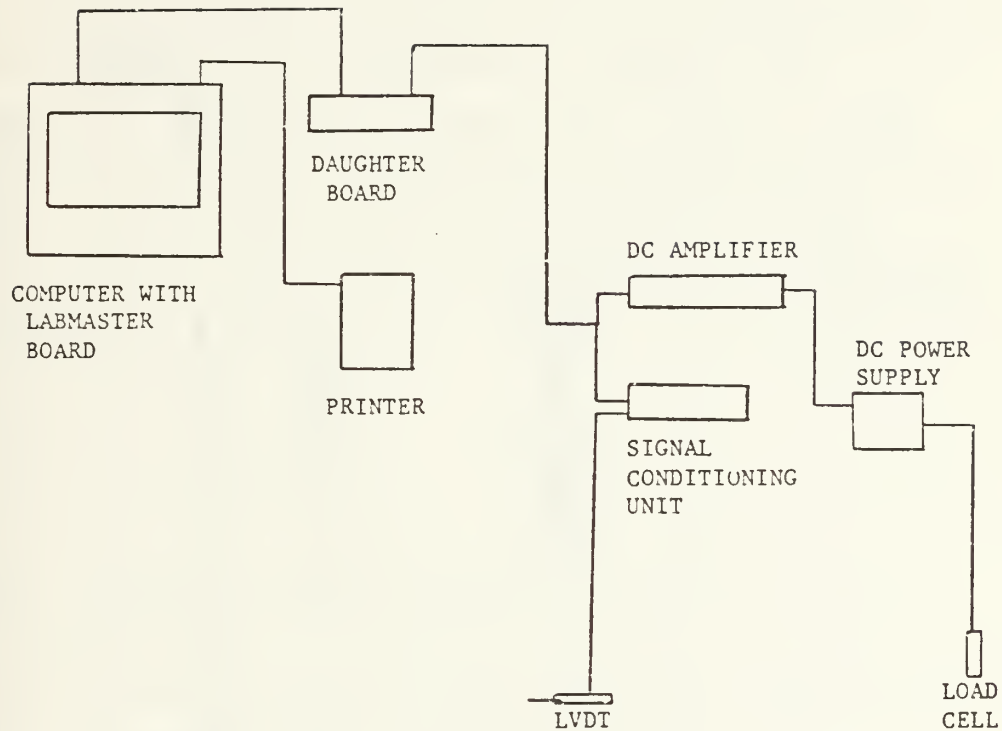 DAUGHTER
BOARD
COMPUTER WITH
LABMASTER
BOARD
PRINTER
DC AMPLIFIER
DC POWER
SUPPLY
SIGNAL
CONDITIONING
UNIT
LVDT
LOAD
CELL